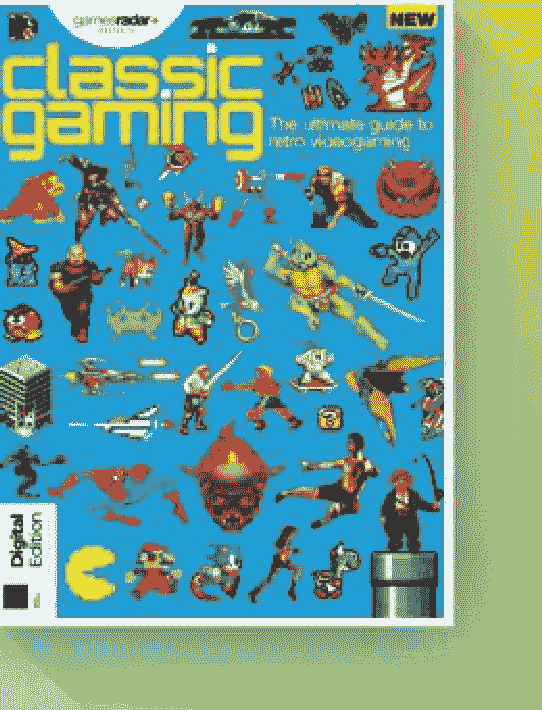 gamesradar+
NEW
classic
gaming
The ultimate guide to
retro videogaming
Digital
Edition